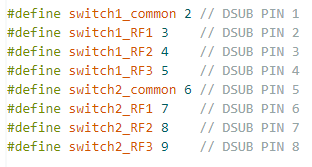 #define switch1_common 2 // DSUB PIN 1
#define switch1_RF1 3 // DSUB PIN 2
#define switch1_RF2 4 // DSUB PIN 3
#define switch1_RF3 5 // DSUB PIN 4
#define switch2_common 6 // DSUB PIN 5
#define switch2_RF1 7 // DSUB PIN 6
#define switch2_RF2 8 // DSUB PIN 7
#define switch2_RF3 9 // DSUB PIN 8